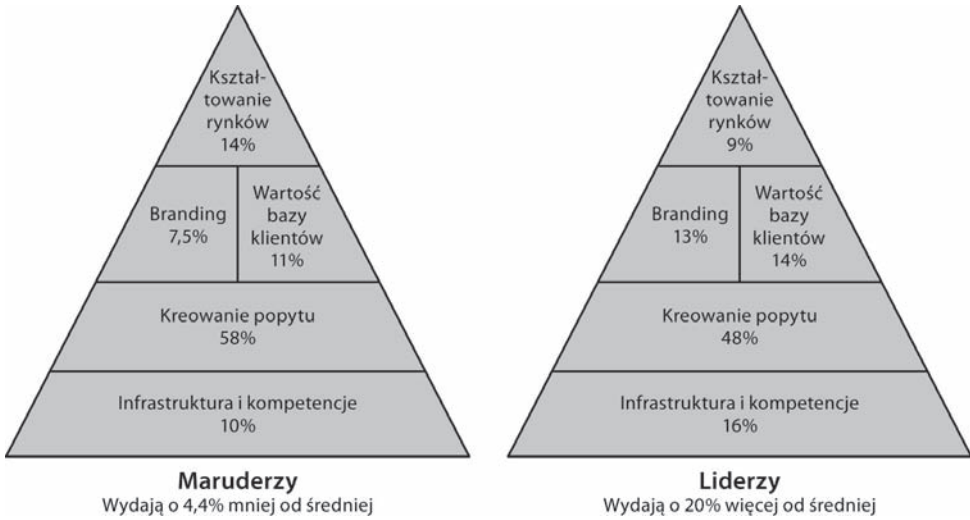 Kształ-
towanie
rynków
14%
Branding
7,5%
Wartość
bazy
klientów
11%
Kreowanie popytu
58%
Infrastruktura i kompetencje
10%
Maruderzy
Wydają o 4,4% mniej od średniej
Kształ-
towanie
rynków
9%
Branding
13%
Wartość
bazy
klientów
14%
Kreowanie popytu
48%
Infrastruktura i kompetencje
16%
Liderzy
Wydają o 20% więcej od średniej